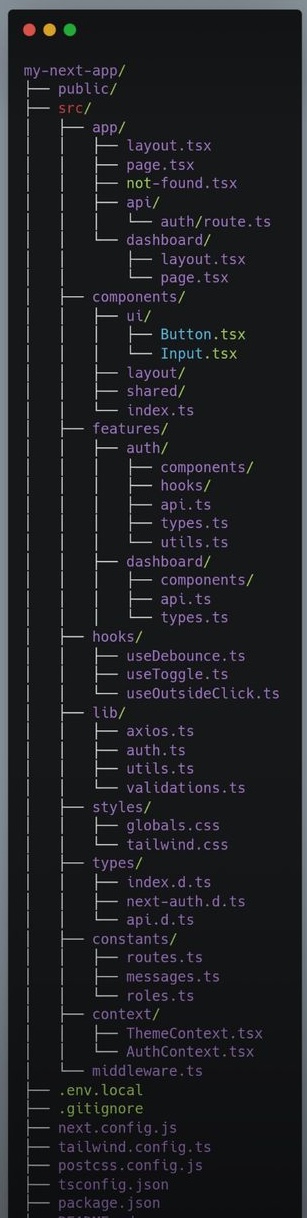 my-next-app/
├── public/
├── src/
│   ├── app/
│   │   ├── layout.tsx
│   │   ├── page.tsx
│   │   ├── not-found.tsx
│   │   ├── api/
│   │   │   └── auth/route.ts
│   │   └── dashboard/
│   │       ├── layout.tsx
│   │       └── page.tsx
│   ├── components/
│   │   ├── ui/
│   │   │   ├── Button.tsx
│   │   │   └── Input.tsx
│   │   ├── layout/
│   │   ├── shared/
│   │   └── index.ts
│   ├── features/
│   │   ├── auth/
│   │   │   ├── components/
│   │   │   ├── hooks/
│   │   │   ├── api.ts
│   │   │   ├── types.ts
│   │   │   └── utils.ts
│   │   ├── dashboard/
│   │   │   ├── components/
│   │   │   ├── api.ts
│   │   │   └── types.ts
│   ├── hooks/
│   │   ├── useDebounce.ts
│   │   ├── useToggle.ts
│   │   └── useOutsideClick.ts
│   ├── lib/
│   │   ├── axios.ts
│   │   ├── auth.ts
│   │   ├── utils.ts
│   │   └── validations.ts
│   ├── styles/
│   │   ├── globals.css
│   │   └── tailwind.css
│   ├── types/
│   │   ├── index.d.ts
│   │   ├── next-auth.d.ts
│   │   └── api.d.ts
│   ├── constants/
│   │   ├── routes.ts
│   │   ├── messages.ts
│   │   └── roles.ts
│   ├── context/
│   │   ├── ThemeContext.tsx
│   │   └── AuthContext.tsx
│   └── middleware.ts
├── .env.local
├── .gitignore
├── next.config.js
├── tailwind.config.ts
├── postcss.config.js
├── tsconfig.json
├── package.json